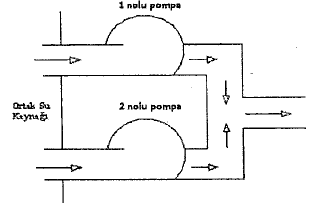 1 nolu pompa
Ortak Su
Kaynağı
2 nolu pompa